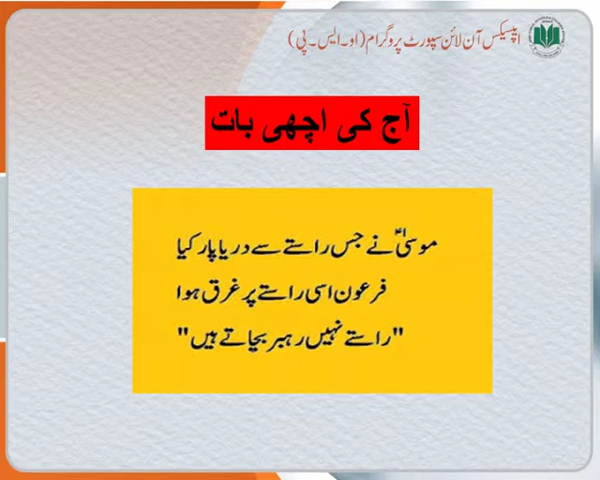 اپسیکس آن لائن سپورٹ پروگرام (او۔ایس۔پی)
آج کی اچھی بات
موسیٰؑ نے جس راستے سے دریا پار کیا
فرعون اسی راستے پر غرق ہوا
"راستے نہیں رہبر بچاتے ہیں"